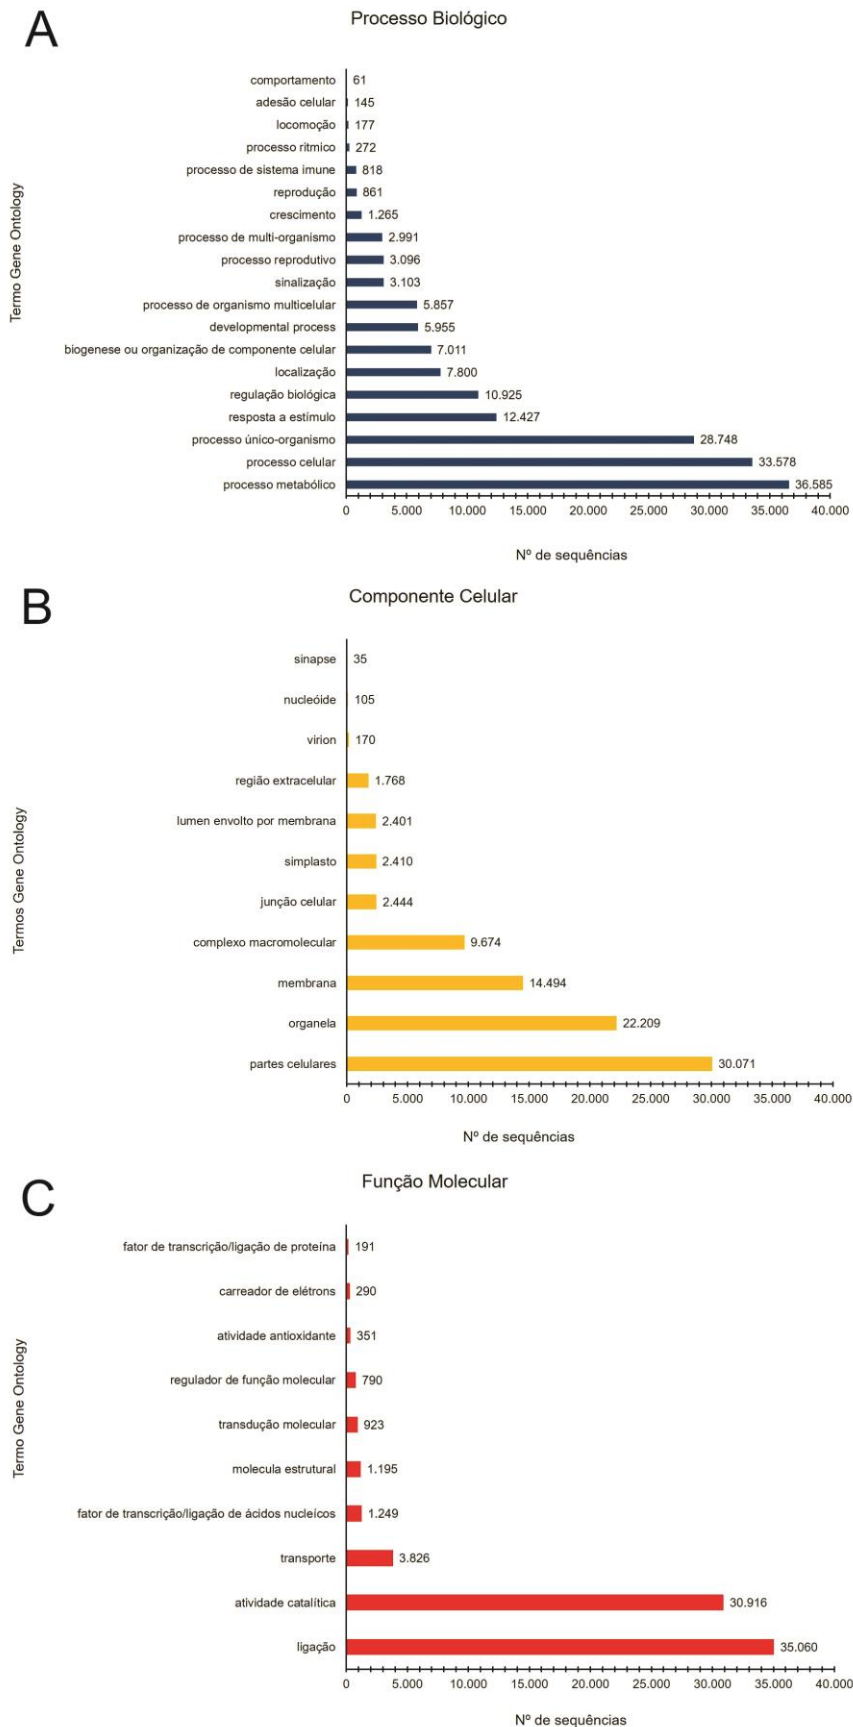 A
Processo Biológico
Termo Gene Ontology
comportamento 61
adesão celular 145
locomoção 177
processo ritmico 272
processo de sistema imune 818
reprodução 861
crescimento 1.265
processo de multi-organismo 2.991
processo reprodutivo 3.096
sinalização 3.103
processo de organismo multicelular 5.857
developmental process 5.955
biogenese ou organização de componente celular 7.011
localização 7.800
regulação biológica 10.925
resposta a estímulo 12.427
processo único-organismo 28.748
processo celular 33.578
processo metabólico 36.585
0 5.000 10.000 15.000 20.000 25.000 30.000 35.000 40.000
Nº de sequências
B
Componente Celular
Termos Gene Ontology
sinapse 35
nucleóide 105
virion 170
região extracelular 1.768
lumen envolto por membrana 2.401
simplasto 2.410
junção celular 2.444
complexo macromolecular 9.674
membrana 14.494
organela 22.209
partes celulares 30.071
0 5.000 10.000 15.000 20.000 25.000 30.000 35.000 40.000
Nº de sequências
C
Função Molecular
Termo Gene Ontology
fator de transcrição/ligação de proteína 191
carreador de elétrons 290
atividade antioxidante 351
regulador de função molecular 790
transdução molecular 923
molecula estrutural 1.195
fator de transcrição/ligação de ácidos nucleícos 1.249
transporte 3.826
atividade catalítica 30.916
ligação 35.060
0 5.000 10.000 15.000 20.000 25.000 30.000 35.000 40.000
Nº de sequências